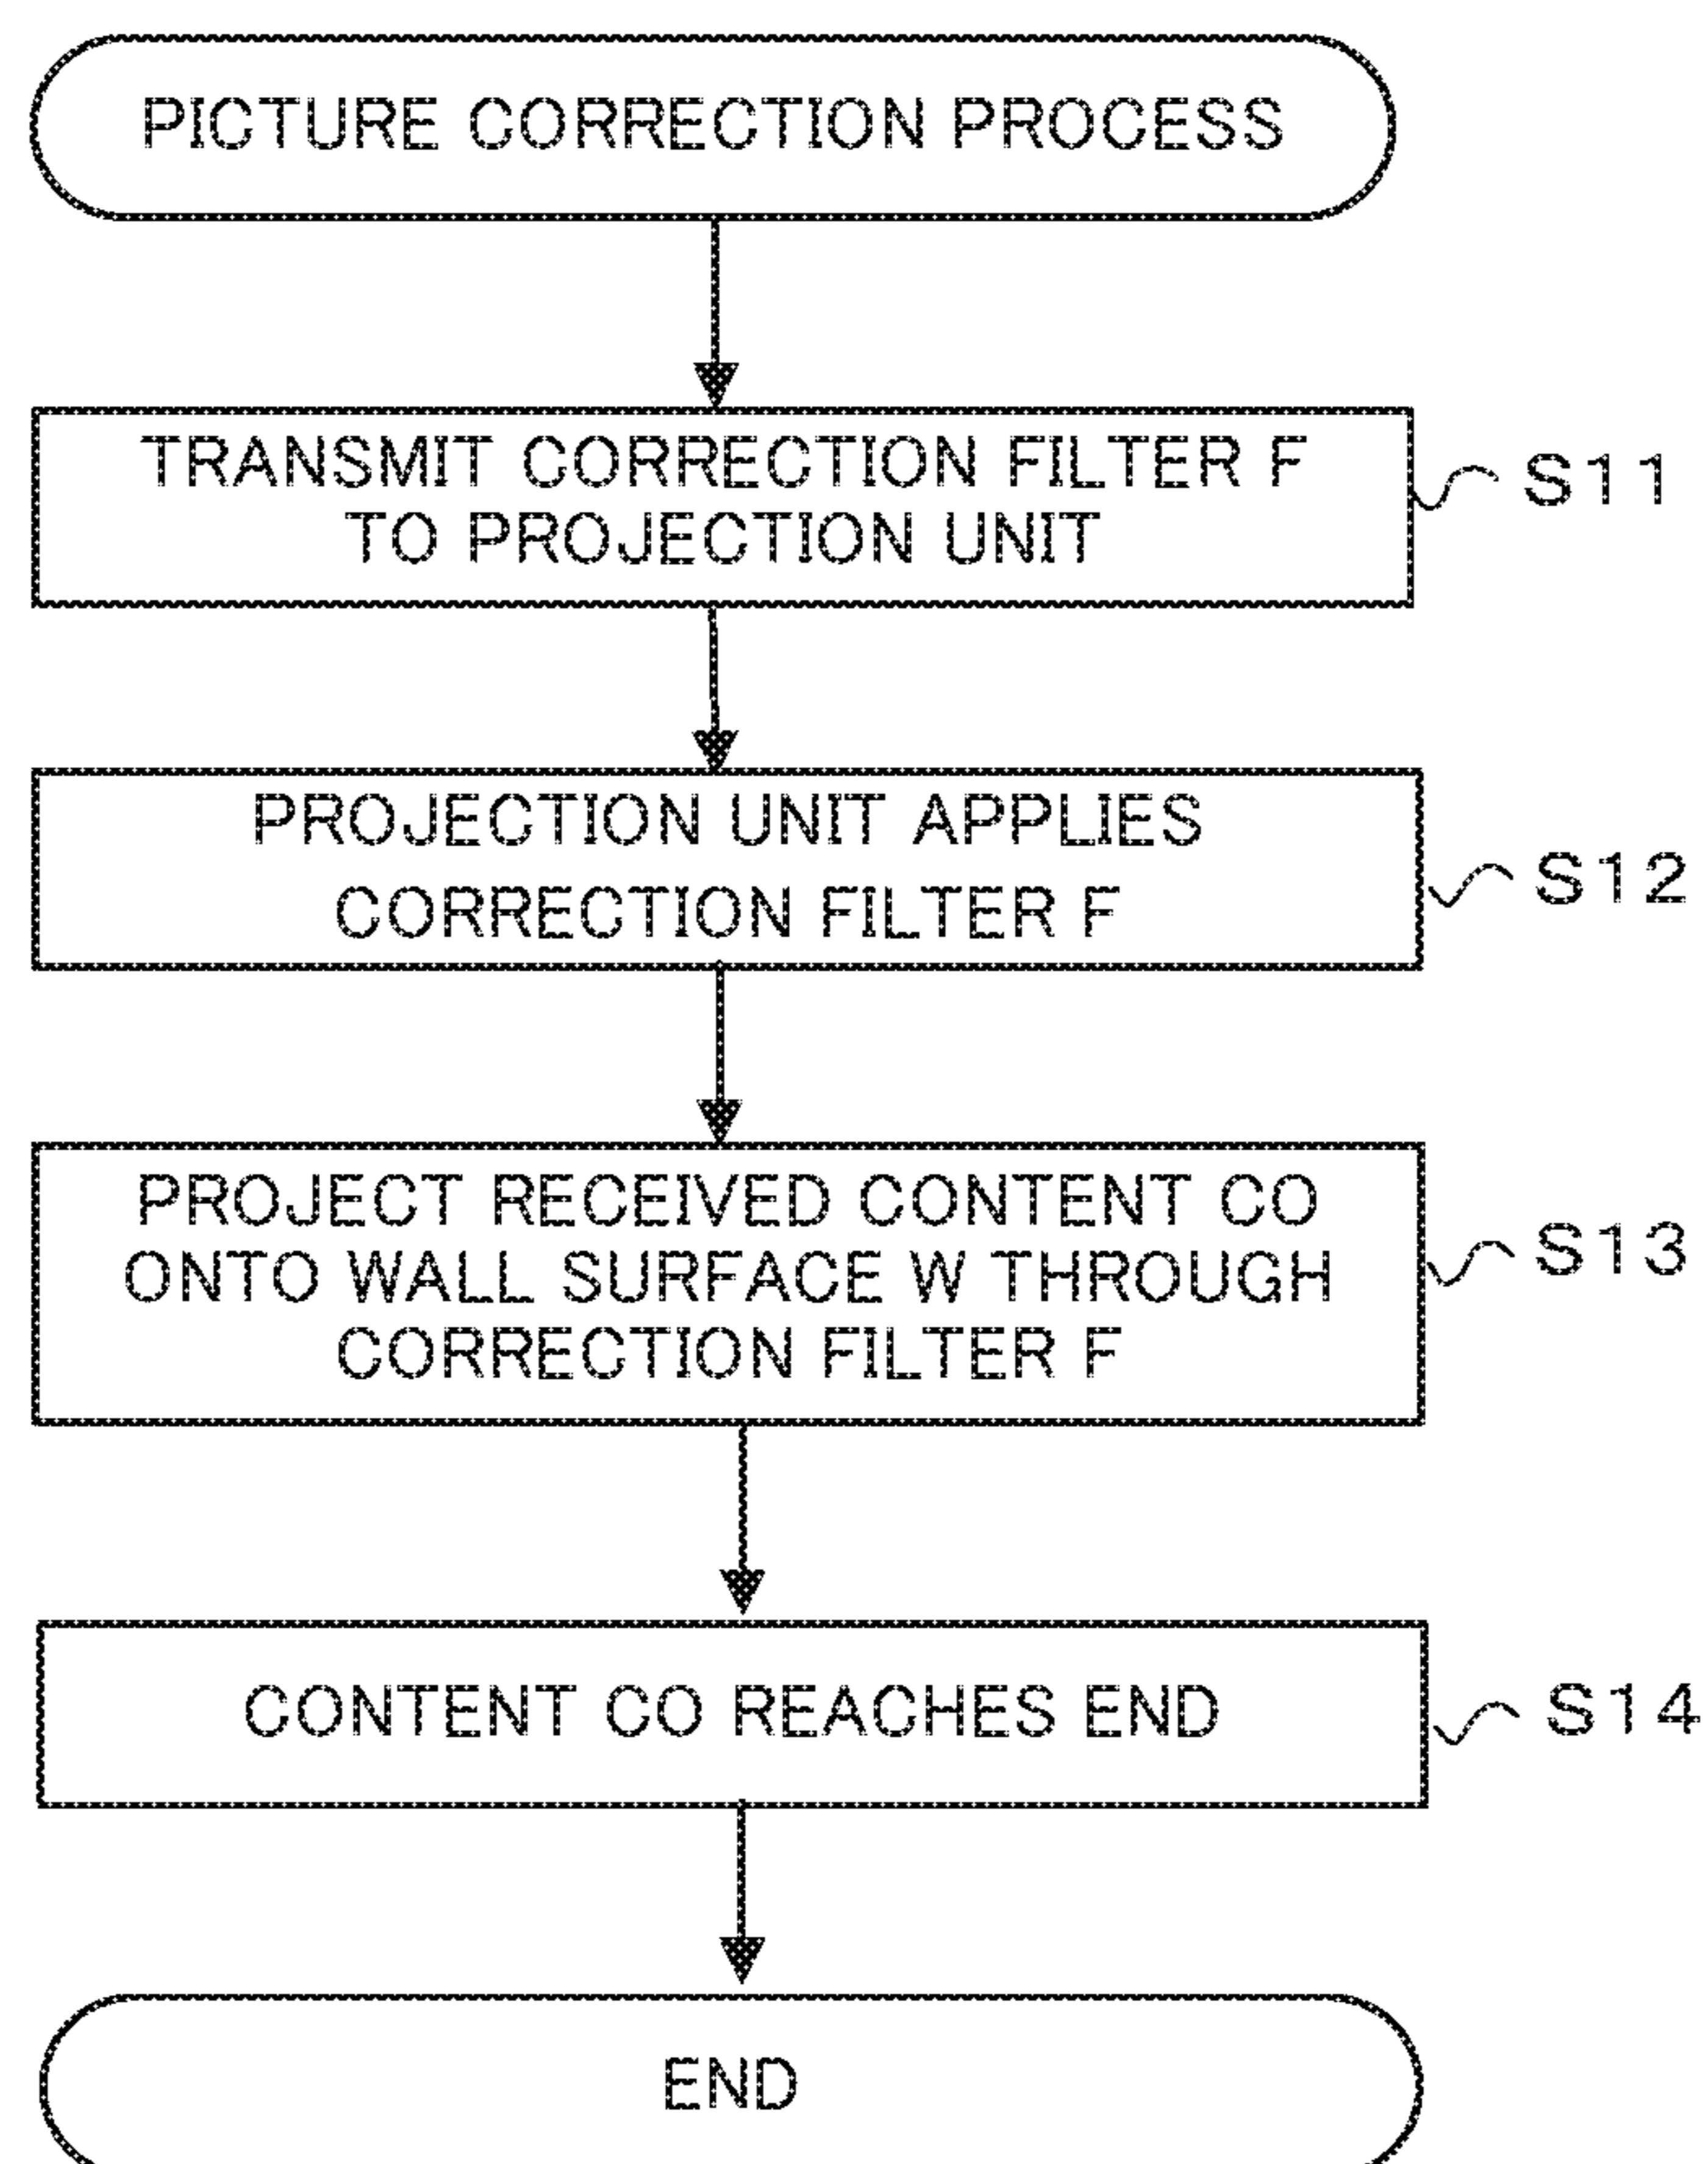 PICTURE CORRECTION PROCESS
TRANSMIT CORRECTION FILTER F
TO PROJECTION UNIT
S11
PROJECTION UNIT APPLIES
CORRECTION FILTER F
S12
PROJECT RECEIVED CONTENT CO
ONTO WALL SURFACE W THROUGH
CORRECTION FILTER F
S13
CONTENT CO REACHES END
S14
END